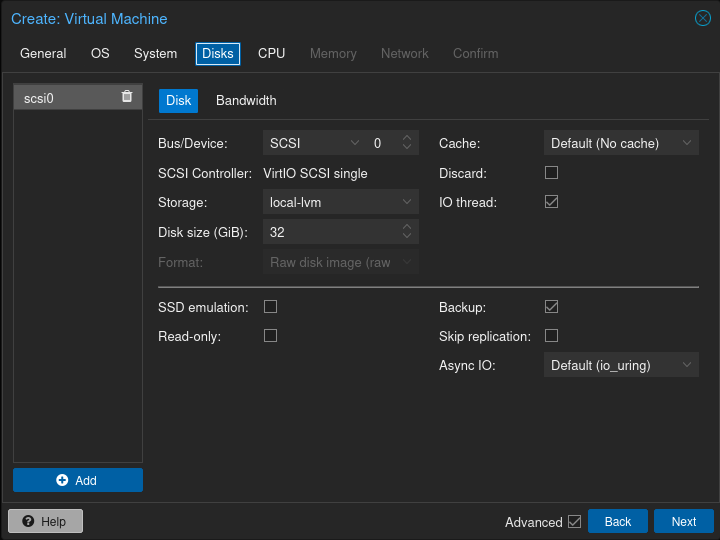 Create: Virtual Machine
General OS System Disks CPU Memory Network Confirm
scsi0
Disk Bandwidth
Bus/Device: SCSI 0 Cache: Default (No cache)
SCSI Controller: VirtIO SCSI single Discard:
Storage: local-lvm IO thread:
Disk size (GiB): 32
Format: Raw disk image (raw
SSD emulation: Backup:
Read-only: Skip replication:
Async IO: Default (io_uring)
Add
Help Advanced Back Next